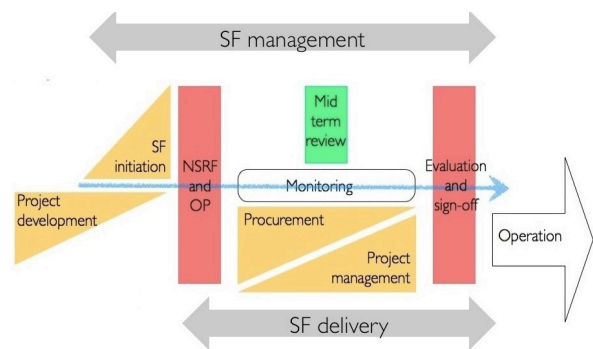 SF management
SF
initiation
Project
development
NSRF
and
OP
Mid
term
review
Monitoring
Procurement
Project
management
Evaluation
and
sign-off
Operation
SF delivery